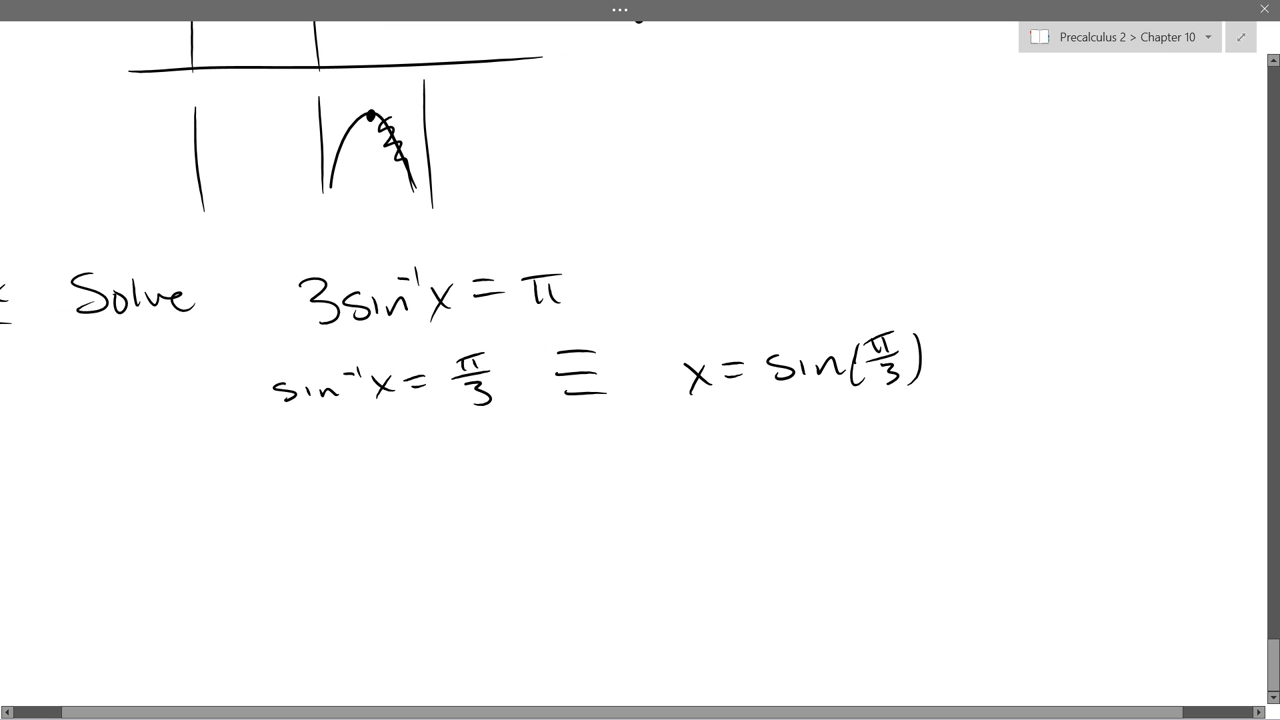 ...
Precalculus 2 > Chapter 10
Solve 3sin⁻¹x = π
sin⁻¹x = π/3 ≡ x = sin(π/3)